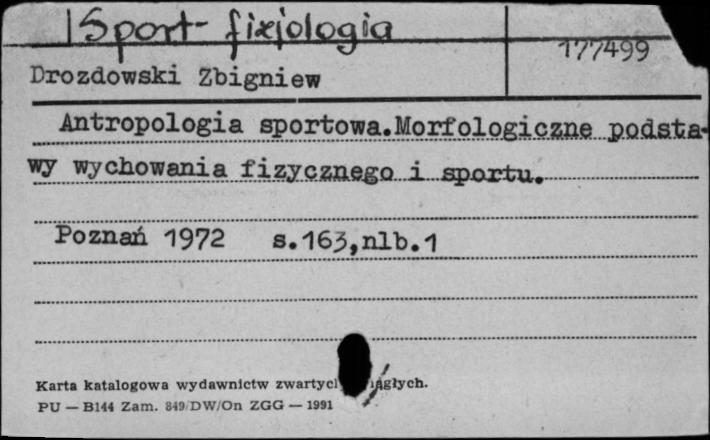 Sport - fizjologia
177499
Drozdowski Zbigniew
Antropologia sportowa.Morfologiczne podsta-
wy wychowania fizycznego i sportu.
Poznań 1972 s.163,nlb.1
Karta katalogowa wydawnictw zwartyc iągłych.
PU — B144 Zam. 849/DW/On ZGG — 1991